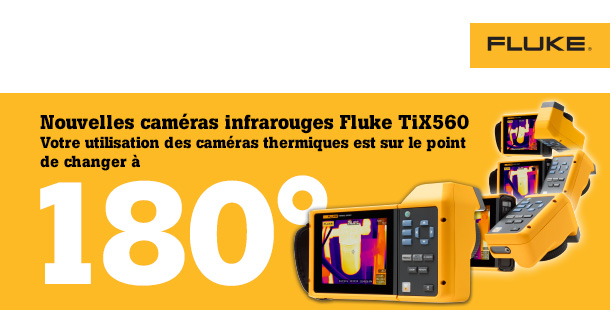 FLUKE®
Nouvelles caméras infrarouges Fluke TiX560
Votre utilisation des caméras thermiques est sur le point
de changer à
180°